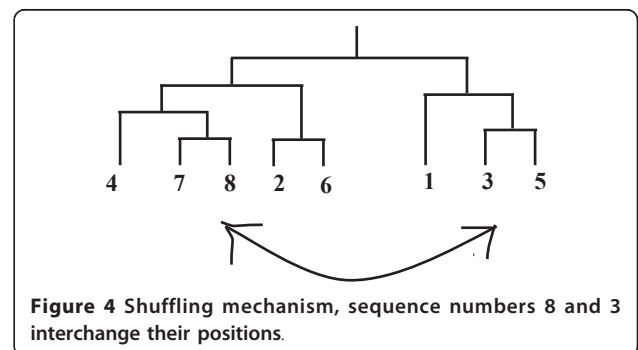 4 7 8 2 6 1 3 5
Figure 4 Shuffling mechanism, sequence numbers 8 and 3
interchange their positions.